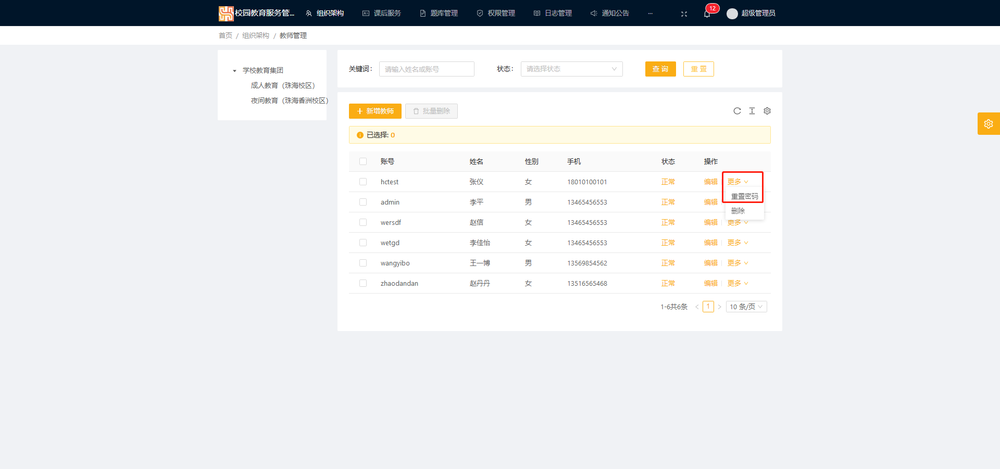 校园教育服务管... 组织架构 课后服务 题库管理 权限管理 日志管理 通知公告 ... 12 超级管理员
首页 / 组织架构 / 教师管理
学校教育集团
成人教育（珠海校区）
夜间教育（珠海香洲校区）
关键词： 请输入姓名或账号 状态： 请选择状态 查 询 重 置
新增教师 批量删除
已选择: 0
账号 姓名 性别 手机 状态 操作
hctest 张仪 女 18010100101 正常 编辑 更多
重置密码
删除
admin 李平 男 13465456553 正常 编辑
wersdf 赵信 女 13465456553 正常 编辑 更多
wetgd 李佳怡 女 13465456553 正常 编辑 更多
wangyibo 王一博 男 13569854562 正常 编辑 更多
zhaodandan 赵丹丹 女 13516565468 正常 编辑 更多
1-6共6条 < 1 > 10 条/页